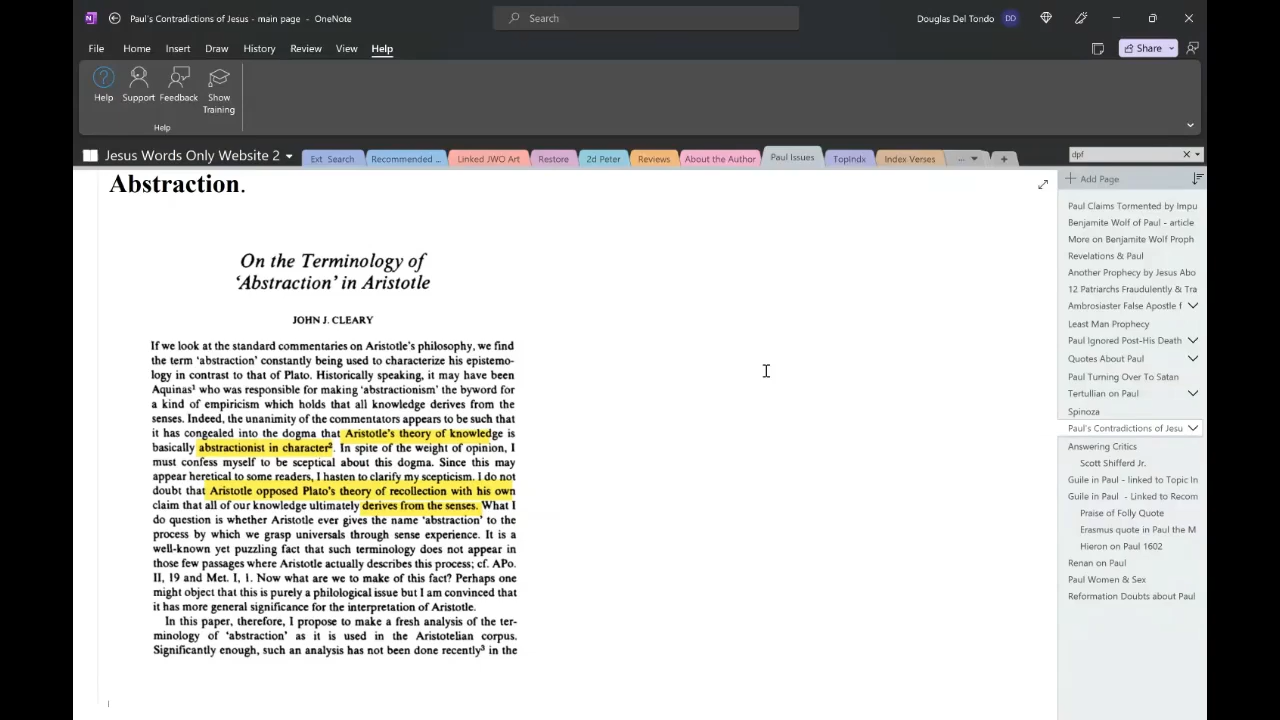 Paul's Contradictions of Jesus - main page - OneNote
Search
Douglas Del Tondo
DD
File Home Insert Draw History Review View Help
Share
Help Support Feedback Show Training
Help
Jesus Words Only Website 2
Ext Search
Recommended ...
Linked JWO Art
Restore
2d Peter
Reviews
About the Author
Paul Issues
TopIndx
Index Verses
...
+
dpf
Abstraction.
On the Terminology of
‘Abstraction’ in Aristotle
JOHN J. CLEARY
If we look at the standard commentaries on Aristotle's philosophy, we find
the term ‘abstraction’ constantly being used to characterize his epistemo-
logy in contrast to that of Plato. Historically speaking, it may have been
Aquinas¹ who was responsible for making ‘abstractionism’ the byword for
a kind of empiricism which holds that all knowledge derives from the
senses. Indeed, the unanimity of the commentators appears to be such that
it has congealed into the dogma that Aristotle's theory of knowledge is
basically abstractionist in character². In spite of the weight of opinion, I
must confess myself to be sceptical about this dogma. Since this may
appear heretical to some readers, I hasten to clarify my scepticism. I do not
doubt that Aristotle opposed Plato's theory of recollection with his own
claim that all of our knowledge ultimately derives from the senses. What I
do question is whether Aristotle ever gives the name ‘abstraction’ to the
process by which we grasp universals through sense experience. It is a
well-known yet puzzling fact that such terminology does not appear in
those few passages where Aristotle actually describes this process; cf. APo.
II, 19 and Met. I, 1. Now what are we to make of this fact? Perhaps one
might object that this is purely a philological issue but I am convinced that
it has more general significance for the interpretation of Aristotle.
In this paper, therefore, I propose to make a fresh analysis of the ter-
minology of ‘abstraction’ as it is used in the Aristotelian corpus.
Significantly enough, such an analysis has not been done recently³ in the
Add Page
Paul Claims Tormented by Impu
Benjamite Wolf of Paul - article
More on Benjamite Wolf Proph
Revelations & Paul
Another Prophecy by Jesus Abo
12 Patriarchs Fraudulently & Tra
Ambrosiaster False Apostle f
Least Man Prophecy
Paul Ignored Post-His Death
Quotes About Paul
Paul Turning Over To Satan
Tertullian on Paul
Spinoza
Paul's Contradictions of Jesu
Answering Critics
Scott Shifferd Jr.
Guile in Paul - linked to Topic In
Guile in Paul - Linked to Recom
Praise of Folly Quote
Erasmus quote in Paul the M
Hieron on Paul 1602
Renan on Paul
Paul Women & Sex
Reformation Doubts about Paul